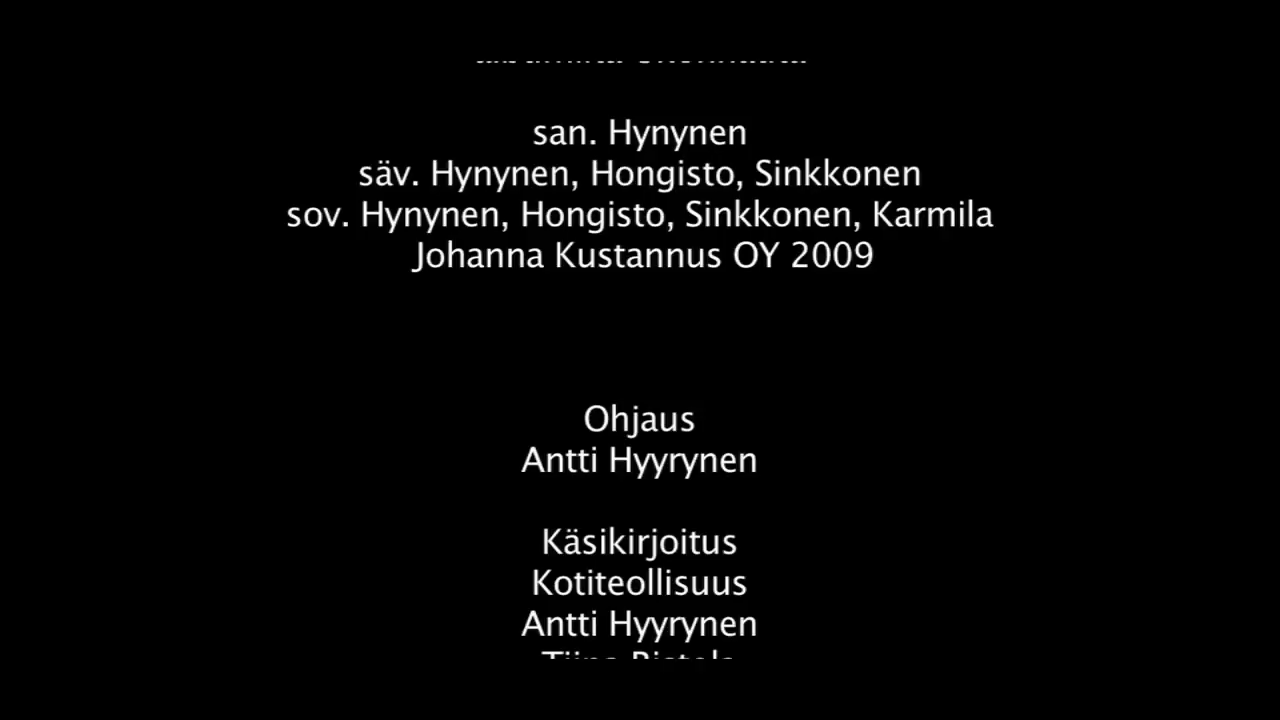 san. Hynynen
säv. Hynynen, Hongisto, Sinkkonen
sov. Hynynen, Hongisto, Sinkkonen, Karmila
Johanna Kustannus OY 2009
Ohjaus
Antti Hyyrynen
Käsikirjoitus
Kotiteollisuus
Antti Hyyrynen